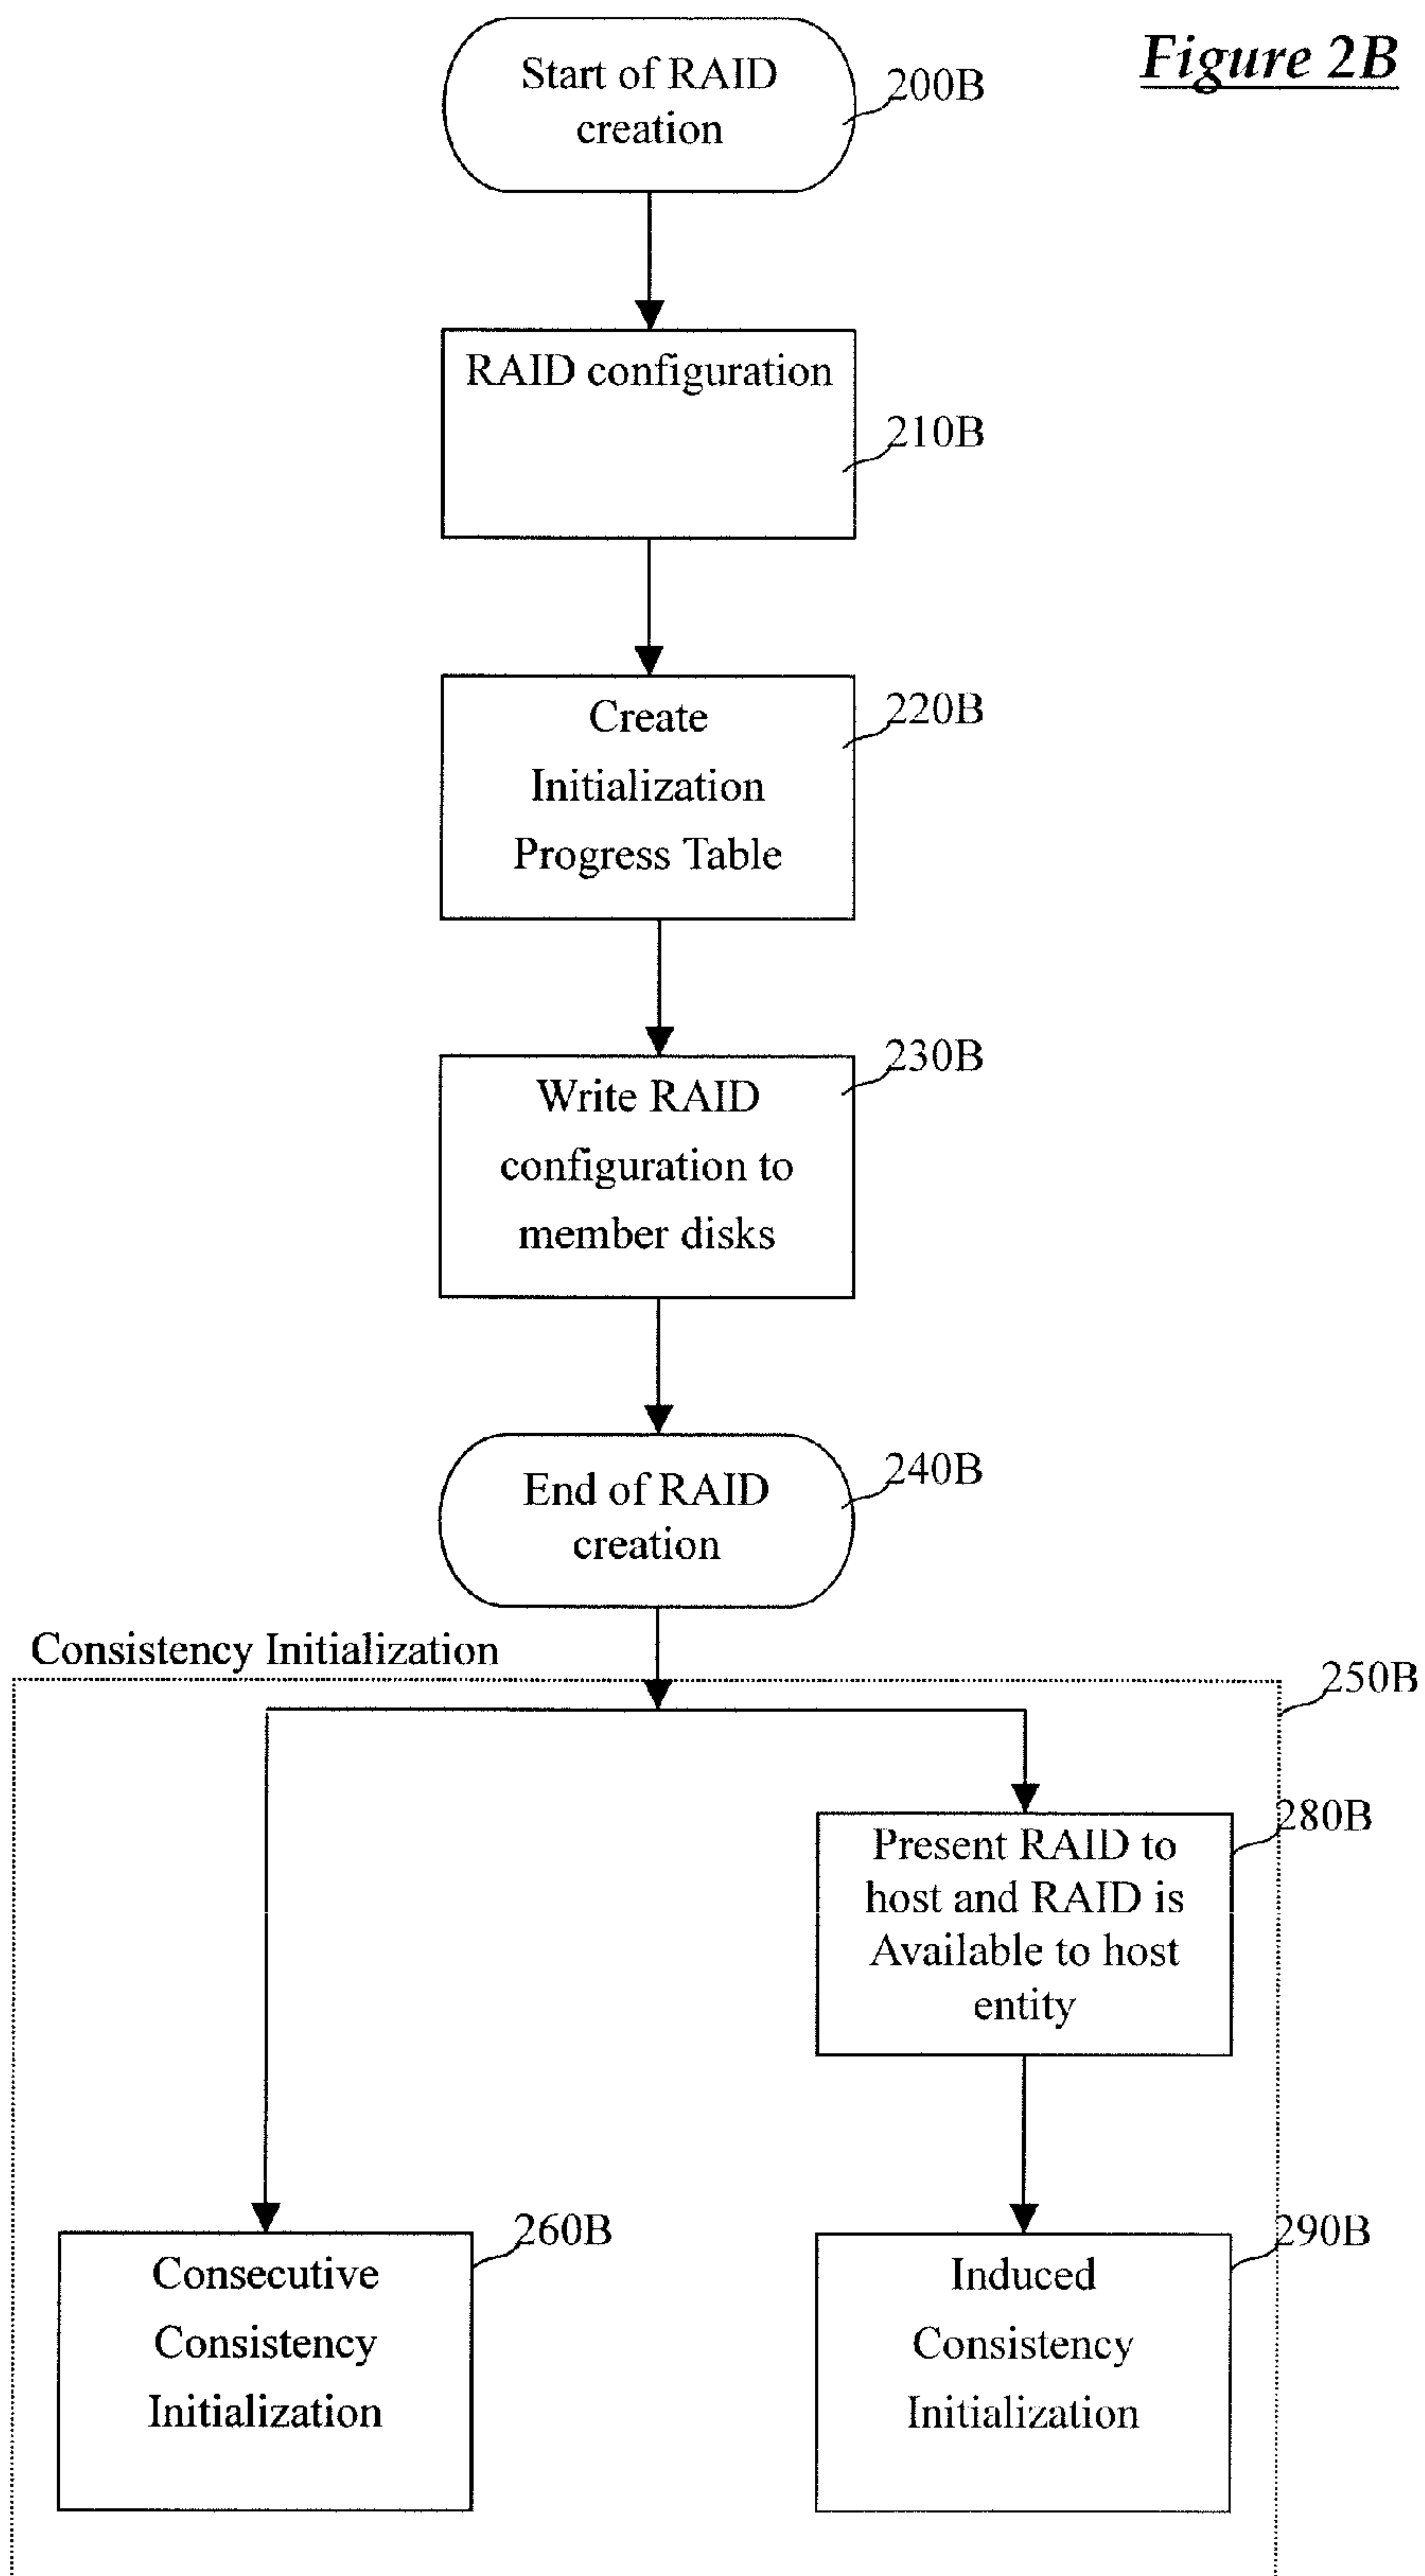 Figure 2B
Start of RAID
creation
200B
RAID configuration
210B
Create
Initialization
Progress Table
220B
Write RAID
configuration to
member disks
230B
End of RAID
creation
240B
Consistency Initialization
250B
Present RAID to
host and RAID is
Available to host
entity
280B
Consecutive
Consistency
Initialization
260B
Induced
Consistency
Initialization
290B